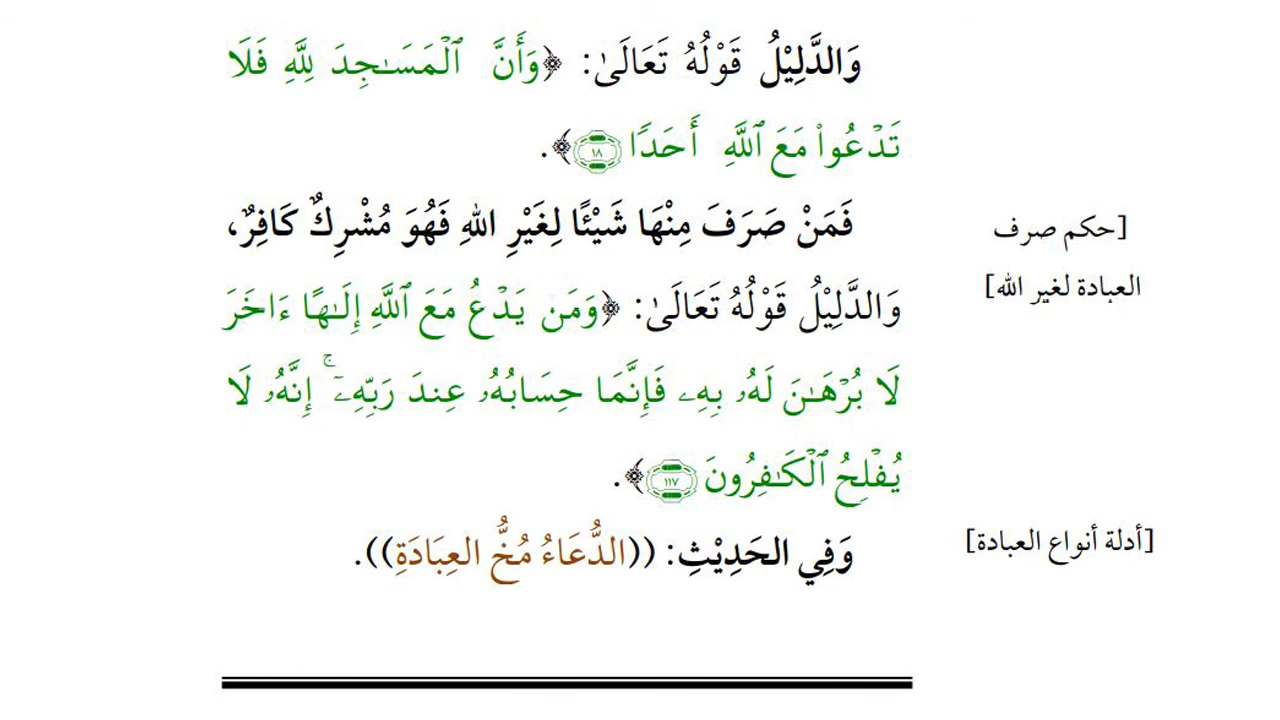 وَالدَّلِيْلُ قَوْلُهُ تَعَالَىٰ: ﴿وَأَنَّ ٱلْمَسَـٰجِدَ لِلَّهِ فَلَا
تَدْعُوا۟ مَعَ ٱللَّهِ أَحَدًا ١٨﴾.
فَمَنْ صَرَفَ مِنْهَا شَيْئًا لِغَيْرِ اللهِ فَهُوَ مُشْرِكٌ كَافِرٌ،
[حكم صرف
العبادة لغير الله]
وَالدَّلِيْلُ قَوْلُهُ تَعَالَىٰ: ﴿وَمَن يَدْعُ مَعَ ٱللَّهِ إِلَـٰهًا ءَاخَرَ
لَا بُرْهَـٰنَ لَهُۥ بِهِۦ فَإِنَّمَا حِسَابُهُۥ عِندَ رَبِّهِۦٓ ۚ إِنَّهُۥ لَا
يُفْلِحُ ٱلْكَـٰفِرُونَ ١١٧﴾.
[أدلة أنواع العبادة]
وَفِي الحَدِيْثِ: ((الدُّعَاءُ مُخُّ العِبَادَةِ)).